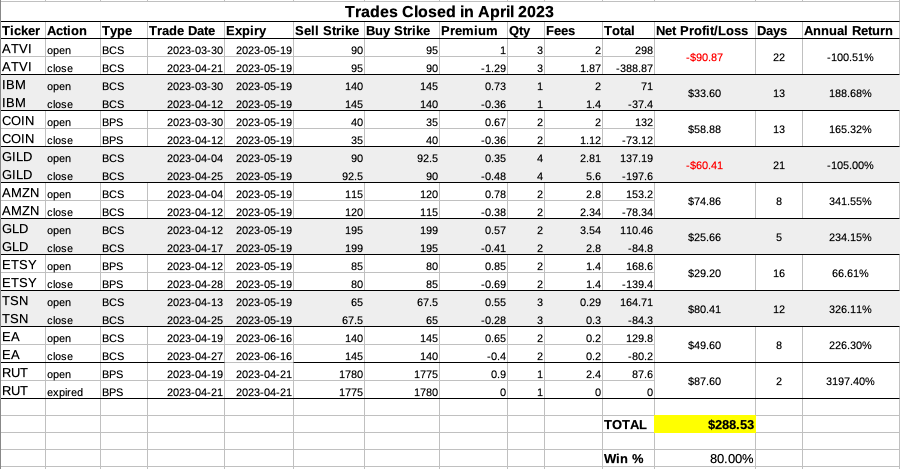 Trades Closed in April 2023
Ticker Action Type Trade Date Expiry Sell Strike Buy Strike Premium Qty Fees Total Net Profit/Loss Days Annual Return
ATVI open BCS 2023-03-30 2023-05-19 90 95 1 3 2 298 -$90.87 22 -100.51%
ATVI close BCS 2023-04-21 2023-05-19 95 90 -1.29 3 1.87 -388.87
IBM open BCS 2023-03-30 2023-05-19 140 145 0.73 1 2 71 $33.60 13 188.68%
IBM close BCS 2023-04-12 2023-05-19 145 140 -0.36 1 1.4 -37.4
COIN open BPS 2023-03-30 2023-05-19 40 35 0.67 2 2 132 $58.88 13 165.32%
COIN close BPS 2023-04-12 2023-05-19 35 40 -0.36 2 1.12 -73.12
GILD open BCS 2023-04-04 2023-05-19 90 92.5 0.35 4 2.81 137.19 -$60.41 21 -105.00%
GILD close BCS 2023-04-25 2023-05-19 92.5 90 -0.48 4 5.6 -197.6
AMZN open BCS 2023-04-04 2023-05-19 115 120 0.78 2 2.8 153.2 $74.86 8 341.55%
AMZN close BCS 2023-04-12 2023-05-19 120 115 -0.38 2 2.34 -78.34
GLD open BCS 2023-04-12 2023-05-19 195 199 0.57 2 3.54 110.46 $25.66 5 234.15%
GLD close BCS 2023-04-17 2023-05-19 199 195 -0.41 2 2.8 -84.8
ETSY open BPS 2023-04-12 2023-05-19 85 80 0.85 2 1.4 168.6 $29.20 16 66.61%
ETSY close BPS 2023-04-28 2023-05-19 80 85 -0.69 2 1.4 -139.4
TSN open BCS 2023-04-13 2023-05-19 65 67.5 0.55 3 0.29 164.71 $80.41 12 326.11%
TSN close BCS 2023-04-25 2023-05-19 67.5 65 -0.28 3 0.3 -84.3
EA open BCS 2023-04-19 2023-06-16 140 145 0.65 2 0.2 129.8 $49.60 8 226.30%
EA close BCS 2023-04-27 2023-06-16 145 140 -0.4 2 0.2 -80.2
RUT open BPS 2023-04-19 2023-04-21 1780 1775 0.9 1 2.4 87.6 $87.60 2 3197.40%
RUT expired BPS 2023-04-21 2023-04-21 1775 1780 0 1 0 0
TOTAL $288.53
Win % 80.00%